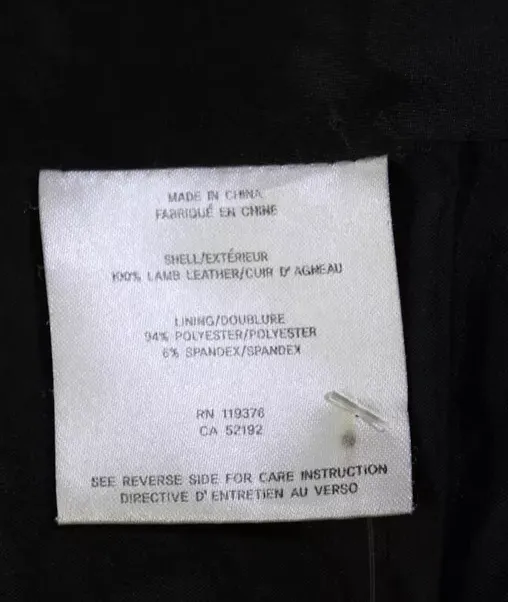 MADE IN CHINA
FABRIQUÉ EN CHINE
SHELL/EXTÉRIEUR
100% LAMB LEATHER/CUIR D'AGNEAU
LINING/DOUBLURE
94% POLYESTER/POLYESTER
6% SPANDEX/SPANDEX
RN 119376
CA 52192
SEE REVERSE SIDE FOR CARE INSTRUCTION
DIRECTIVE D'ENTRETIEN AU VERSO